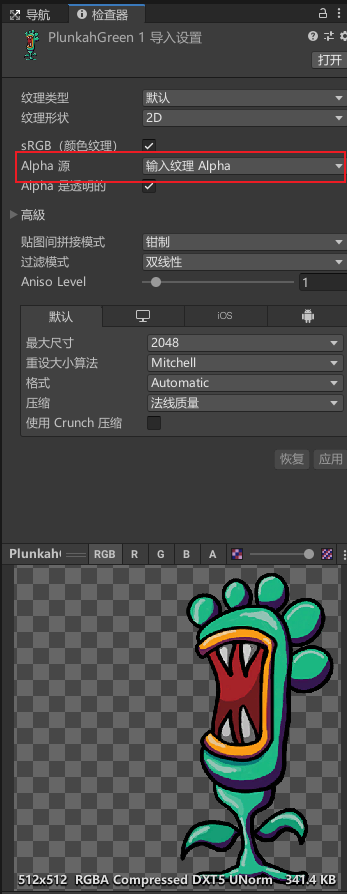 导航 检查器
PlunkahGreen 1 导入设置
打开
纹理类型 默认
纹理形状 2D
sRGB（颜色纹理）
Alpha 源 输入纹理 Alpha
Alpha 是透明的
高級
贴图间拼接模式 钳制
过滤模式 双线性
Aniso Level 1
默认 iOS
最大尺寸 2048
重设大小算法 Mitchell
格式 Automatic
压缩 法线质量
使用 Crunch 压缩
恢复 应用
Plunkah RGB R G B A
512x512 RGBA Compressed DXT5 UNorm 341.4 KB